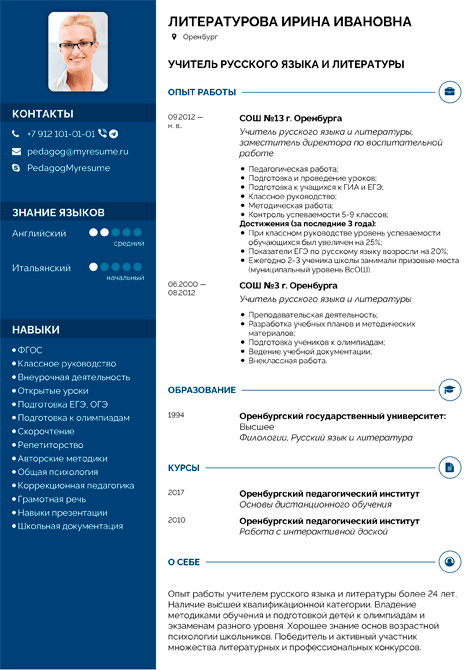 КОНТАКТЫ
+7 912 101-01-01
pedagog@myresume.ru
PedagogMyresume
ЗНАНИЕ ЯЗЫКОВ
Английский
средний
Итальянский
начальный
НАВЫКИ
ФГОС
Классное руководство
Внеурочная деятельность
Открытые уроки
Подготовка ЕГЭ, ОГЭ
Подготовка к олимпиадам
Скорочтение
Репетиторство
Авторские методики
Общая психология
Коррекционная педагогика
Грамотная речь
Навыки презентации
Школьная документация
ЛИТЕРАТУРОВА ИРИНА ИВАНОВНА
Оренбург
УЧИТЕЛЬ РУССКОГО ЯЗЫКА И ЛИТЕРАТУРЫ
ОПЫТ РАБОТЫ
09.2012 —
н. в.
СОШ №13 г. Оренбурга
Учитель русского языка и литературы,
заместитель директора по воспитательной
работе
Педагогическая работа;
Подготовка и проведение уроков;
Подготовка к учащихся к ГИА и ЕГЭ;
Классное руководство;
Методическая работа;
Контроль успеваемости 5-9 классов;
Достижения (за последние 3 года):
При классном руководстве уровень успеваемости
обучающихся был увеличен на 25%;
Показатели ЕГЭ по русскому языку возросли на 20%;
Ежегодно 2-3 ученика школы занимали призовые места
(муниципальный уровень ВсОШ).
06.2000 —
08.2012
СОШ №3 г. Оренбурга
Учитель русского языка и литературы
Преподавательская деятельность;
Разработка учебных планов и методических
материалов;
Подготовка учеников к олимпиадам;
Ведение учебной документации;
Внеклассная работа.
ОБРАЗОВАНИЕ
1994
Оренбургский государственный университет:
Высшее
Филологии, Русский язык и литература
КУРСЫ
2017
Оренбургский педагогический институт
Основы дистанционного обучения
2010
Оренбургский педагогический институт
Работа с интерактивной доской
О СЕБЕ
Опыт работы учителем русского языка и литературы более 24 лет.
Наличие высшей квалификационной категории. Владение
методиками обучения и подготовкой детей к олимпиадам и
экзаменам разного уровня. Хорошее знание основ возрастной
психологии школьников. Победитель и активный участник
множества литературных и профессиональных конкурсов.